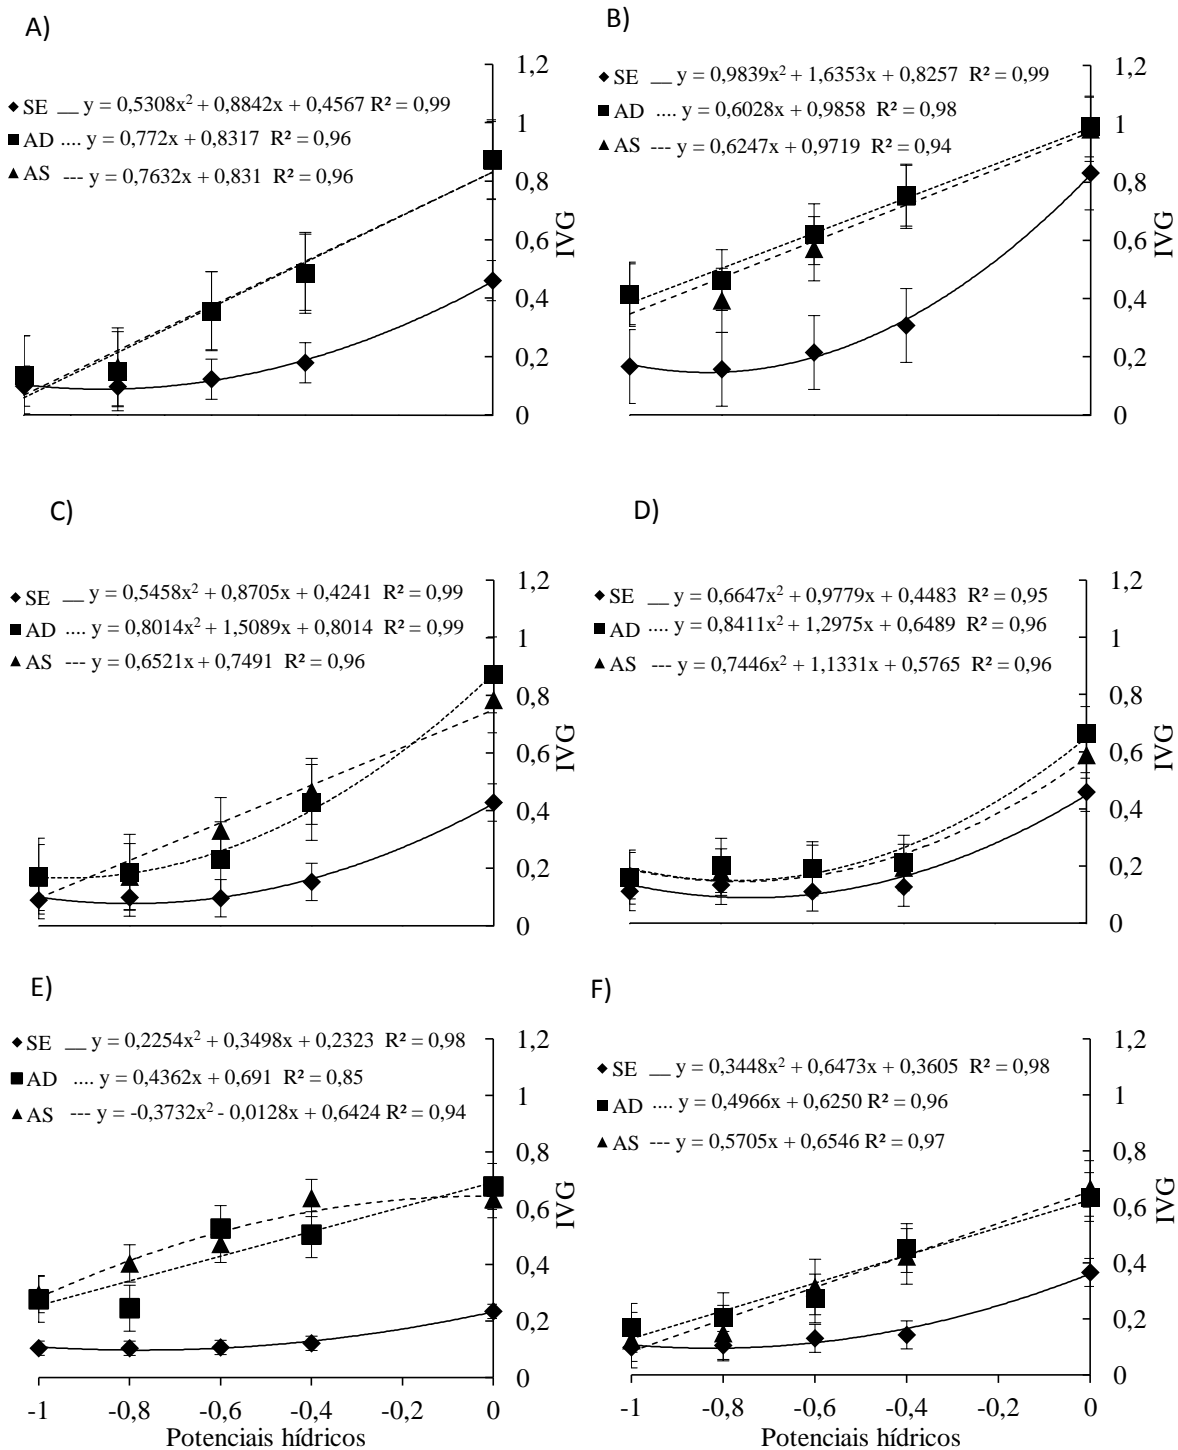 A)
SE __ y = 0,5308x² + 0,8842x + 0,4567 R² = 0,99
AD .... y = 0,772x + 0,8317 R² = 0,96
AS --- y = 0,7632x + 0,831 R² = 0,96
1,2
1
0,8
0,6
0,4
0,2
0
IVG
B)
SE __ y = 0,9839x² + 1,6353x + 0,8257 R² = 0,99
AD .... y = 0,6028x + 0,9858 R² = 0,98
AS --- y = 0,6247x + 0,9719 R² = 0,94
1,2
1
0,8
0,6
0,4
0,2
0
IVG
C)
SE __ y = 0,5458x² + 0,8705x + 0,4241 R² = 0,99
AD .... y = 0,8014x² + 1,5089x + 0,8014 R² = 0,99
AS --- y = 0,6521x + 0,7491 R² = 0,96
1,2
1
0,8
0,6
0,4
0,2
0
IVG
D)
SE __ y = 0,6647x² + 0,9779x + 0,4483 R² = 0,95
AD .... y = 0,8411x² + 1,2975x + 0,6489 R² = 0,96
AS --- y = 0,7446x² + 1,1331x + 0,5765 R² = 0,96
1,2
1
0,8
0,6
0,4
0,2
0
IVG
E)
SE __ y = 0,2254x² + 0,3498x + 0,2323 R² = 0,98
AD .... y = 0,4362x + 0,691 R² = 0,85
AS --- y = -0,3732x² - 0,0128x + 0,6424 R² = 0,94
1,2
1
0,8
0,6
0,4
0,2
0
IVG
-1 -0,8 -0,6 -0,4 -0,2 0
Potenciais hídricos
F)
SE __ y = 0,3448x² + 0,6473x + 0,3605 R² = 0,98
AD .... y = 0,4966x + 0,6250 R² = 0,96
AS --- y = 0,5705x + 0,6546 R² = 0,97
1,2
1
0,8
0,6
0,4
0,2
0
IVG
-1 -0,8 -0,6 -0,4 -0,2 0
Potenciais hídricos